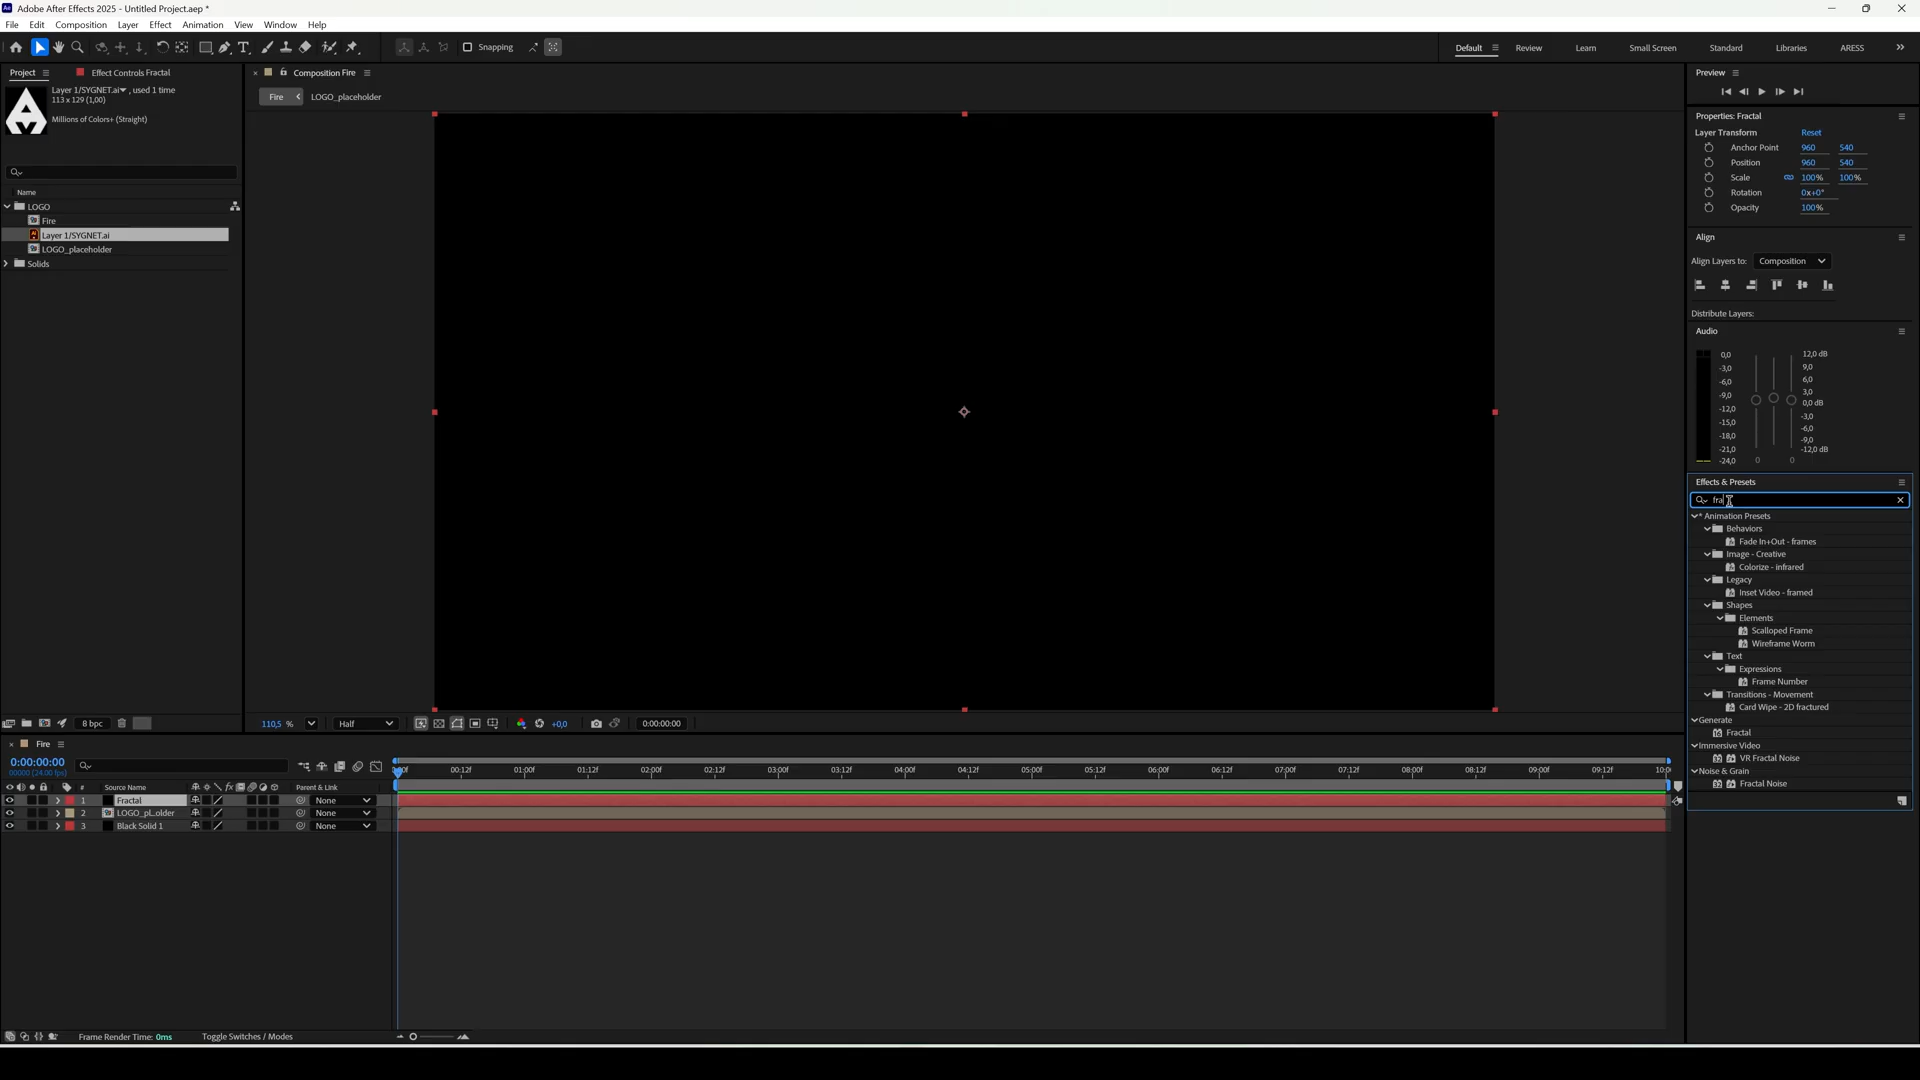 Adobe After Effects 2025 - Untitled Project.aep *
File Edit Composition Layer Effect Animation View Window Help
Snapping
Default Review Learn Small Screen Standard Libraries ARESS
Project Effect Controls Fractal
Layer 1/SYGNET.ai , used 1 time
113 x 129 (1,00)
Millions of Colors+ (Straight)
Name
LOGO
Fire
Layer 1/SYGNET.ai
LOGO_placeholder
Solids
8 bpc
Composition Fire
Fire LOGO_placeholder
110,5 % Half +0,0 0:00:00:00
Preview
Properties: Fractal
Layer Transform Reset
Anchor Point 960 540
Position 960 540
Scale 100% 100%
Rotation 0x+0°
Opacity 100%
Align
Align Layers to: Composition
Distribute Layers:
Audio
0,0
-3,0
-6,0
-9,0
-12,0
-15,0
-18,0
-21,0
-24,0
0 0
12,0 dB
9,0
6,0
3,0
0,0 dB
-3,0
-6,0
-9,0
-12,0 dB
Effects & Presets
fra
* Animation Presets
Behaviors
Fade In+Out - frames
Image - Creative
Colorize - infrared
Legacy
Inset Video - framed
Shapes
Elements
Scalloped Frame
Wireframe Worm
Text
Expressions
Frame Number
Transitions - Movement
Card Wipe - 2D fractured
Generate
Fractal
Immersive Video
VR Fractal Noise
Noise & Grain
Fractal Noise
Fire
0:00:00:00
00000 (24.00 fps)
00:12f 01:00f 01:12f 02:00f 02:12f 03:00f 03:12f 04:00f 04:12f 05:00f 05:12f 06:00f 06:12f 07:00f 07:12f 08:00f 08:12f 09:00f 09:12f
# Source Name Parent & Link
1 Fractal None
2 LOGO_pl...older None
3 Black Solid 1 None
Frame Render Time: 0ms Toggle Switches / Modes